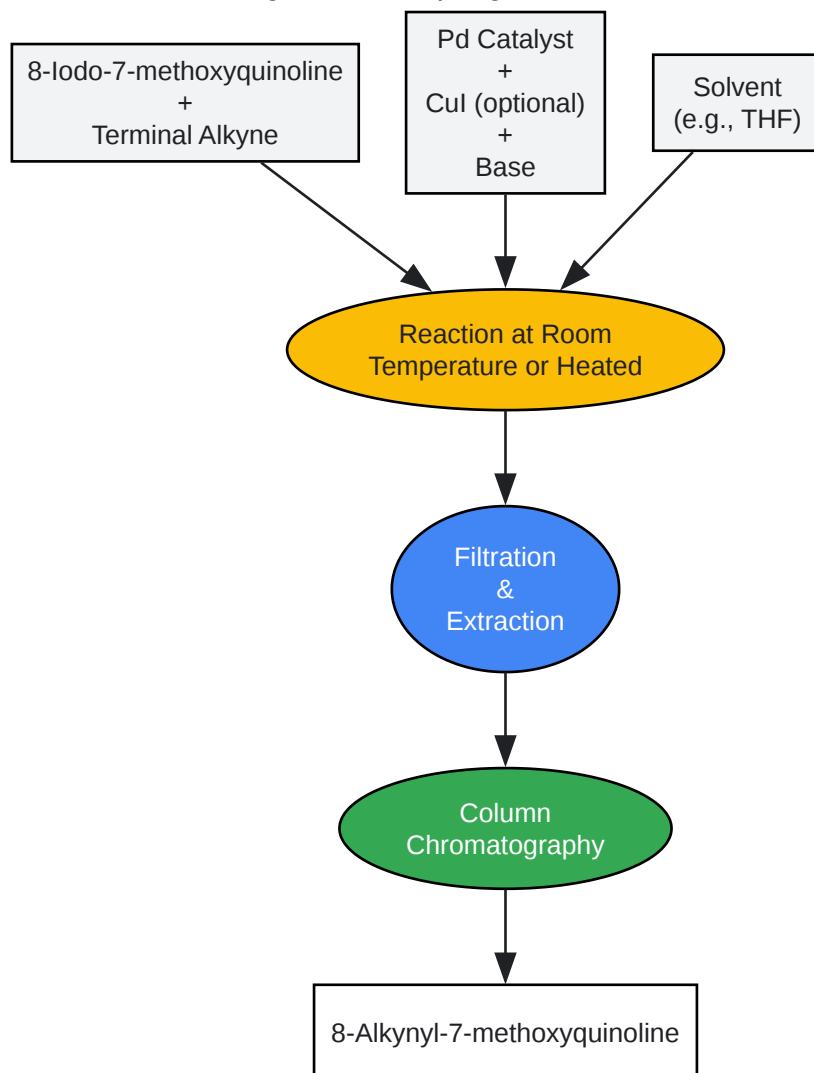 8-Iodo-7-methoxyquinoline
+
Terminal Alkyne
Pd Catalyst
+
CuI (optional)
+
Base
Solvent
(e.g., THF)
Reaction at Room
Temperature or Heated
Filtration
&
Extraction
Column
Chromatography
8-Alkynyl-7-methoxyquinoline